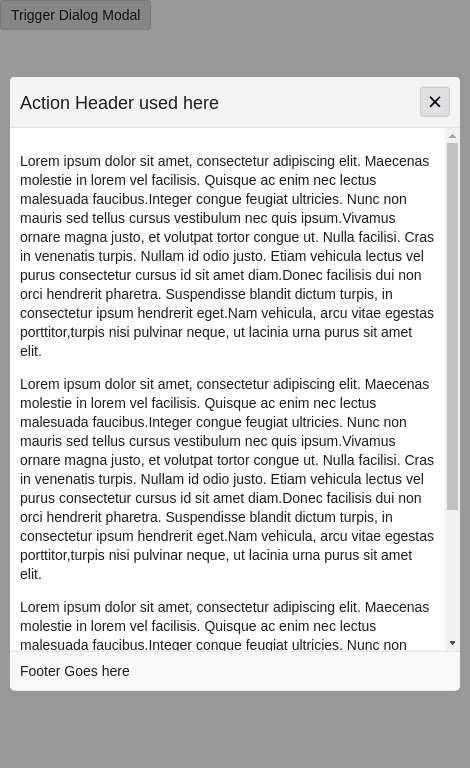 Trigger Dialog Modal
Action Header used here
Lorem ipsum dolor sit amet, consectetur adipiscing elit. Maecenas
molestie in lorem vel facilisis. Quisque ac enim nec lectus
malesuada faucibus.Integer congue feugiat ultricies. Nunc non
mauris sed tellus cursus vestibulum nec quis ipsum.Vivamus
ornare magna justo, et volutpat tortor congue ut. Nulla facilisi. Cras
in venenatis turpis. Nullam id odio justo. Etiam vehicula lectus vel
purus consectetur cursus id sit amet diam.Donec facilisis dui non
orci hendrerit pharetra. Suspendisse blandit dictum turpis, in
consectetur ipsum hendrerit eget.Nam vehicula, arcu vitae egestas
porttitor,turpis nisi pulvinar neque, ut lacinia urna purus sit amet
elit.
Lorem ipsum dolor sit amet, consectetur adipiscing elit. Maecenas
molestie in lorem vel facilisis. Quisque ac enim nec lectus
malesuada faucibus.Integer congue feugiat ultricies. Nunc non
mauris sed tellus cursus vestibulum nec quis ipsum.Vivamus
ornare magna justo, et volutpat tortor congue ut. Nulla facilisi. Cras
in venenatis turpis. Nullam id odio justo. Etiam vehicula lectus vel
purus consectetur cursus id sit amet diam.Donec facilisis dui non
orci hendrerit pharetra. Suspendisse blandit dictum turpis, in
consectetur ipsum hendrerit eget.Nam vehicula, arcu vitae egestas
porttitor,turpis nisi pulvinar neque, ut lacinia urna purus sit amet
elit.
Lorem ipsum dolor sit amet, consectetur adipiscing elit. Maecenas
molestie in lorem vel facilisis. Quisque ac enim nec lectus
malesuada faucibus.Integer congue feugiat ultricies. Nunc non
Footer Goes here